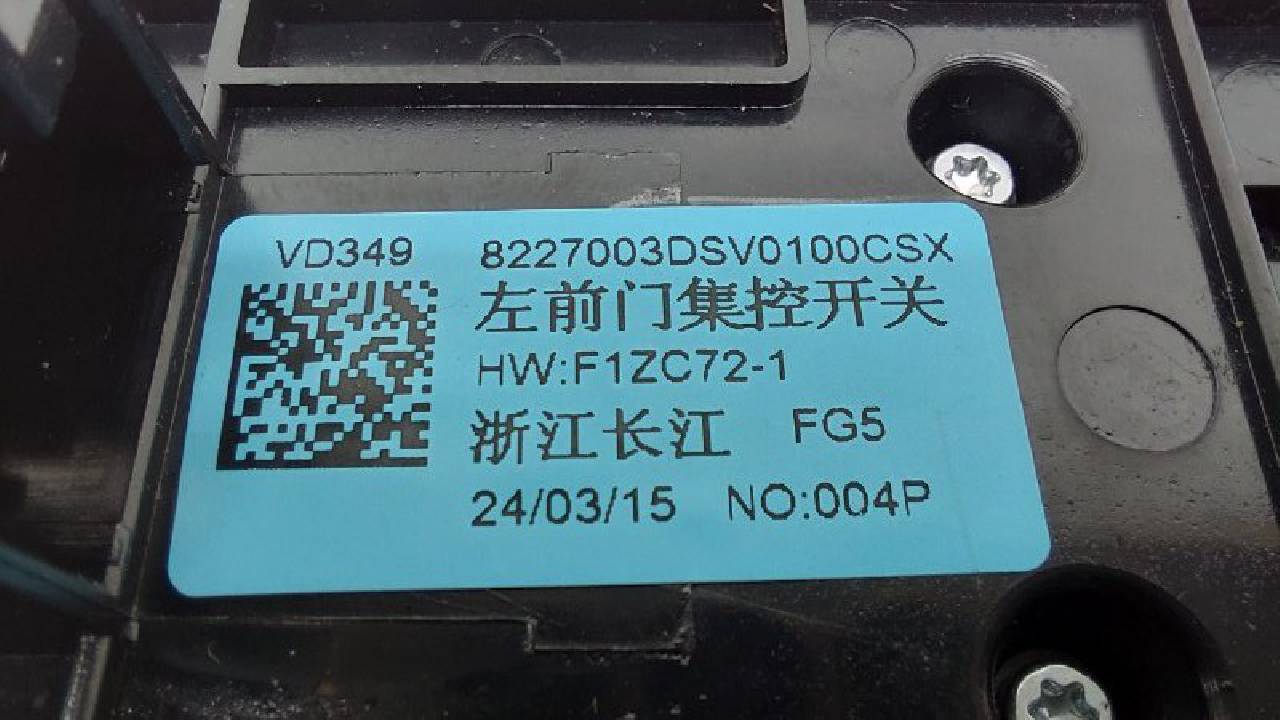 VD349 8227003DSV0100CSX
左前门集控开关
HW:F1ZC72-1
浙江长江 FG5
24/03/15 NO:004P